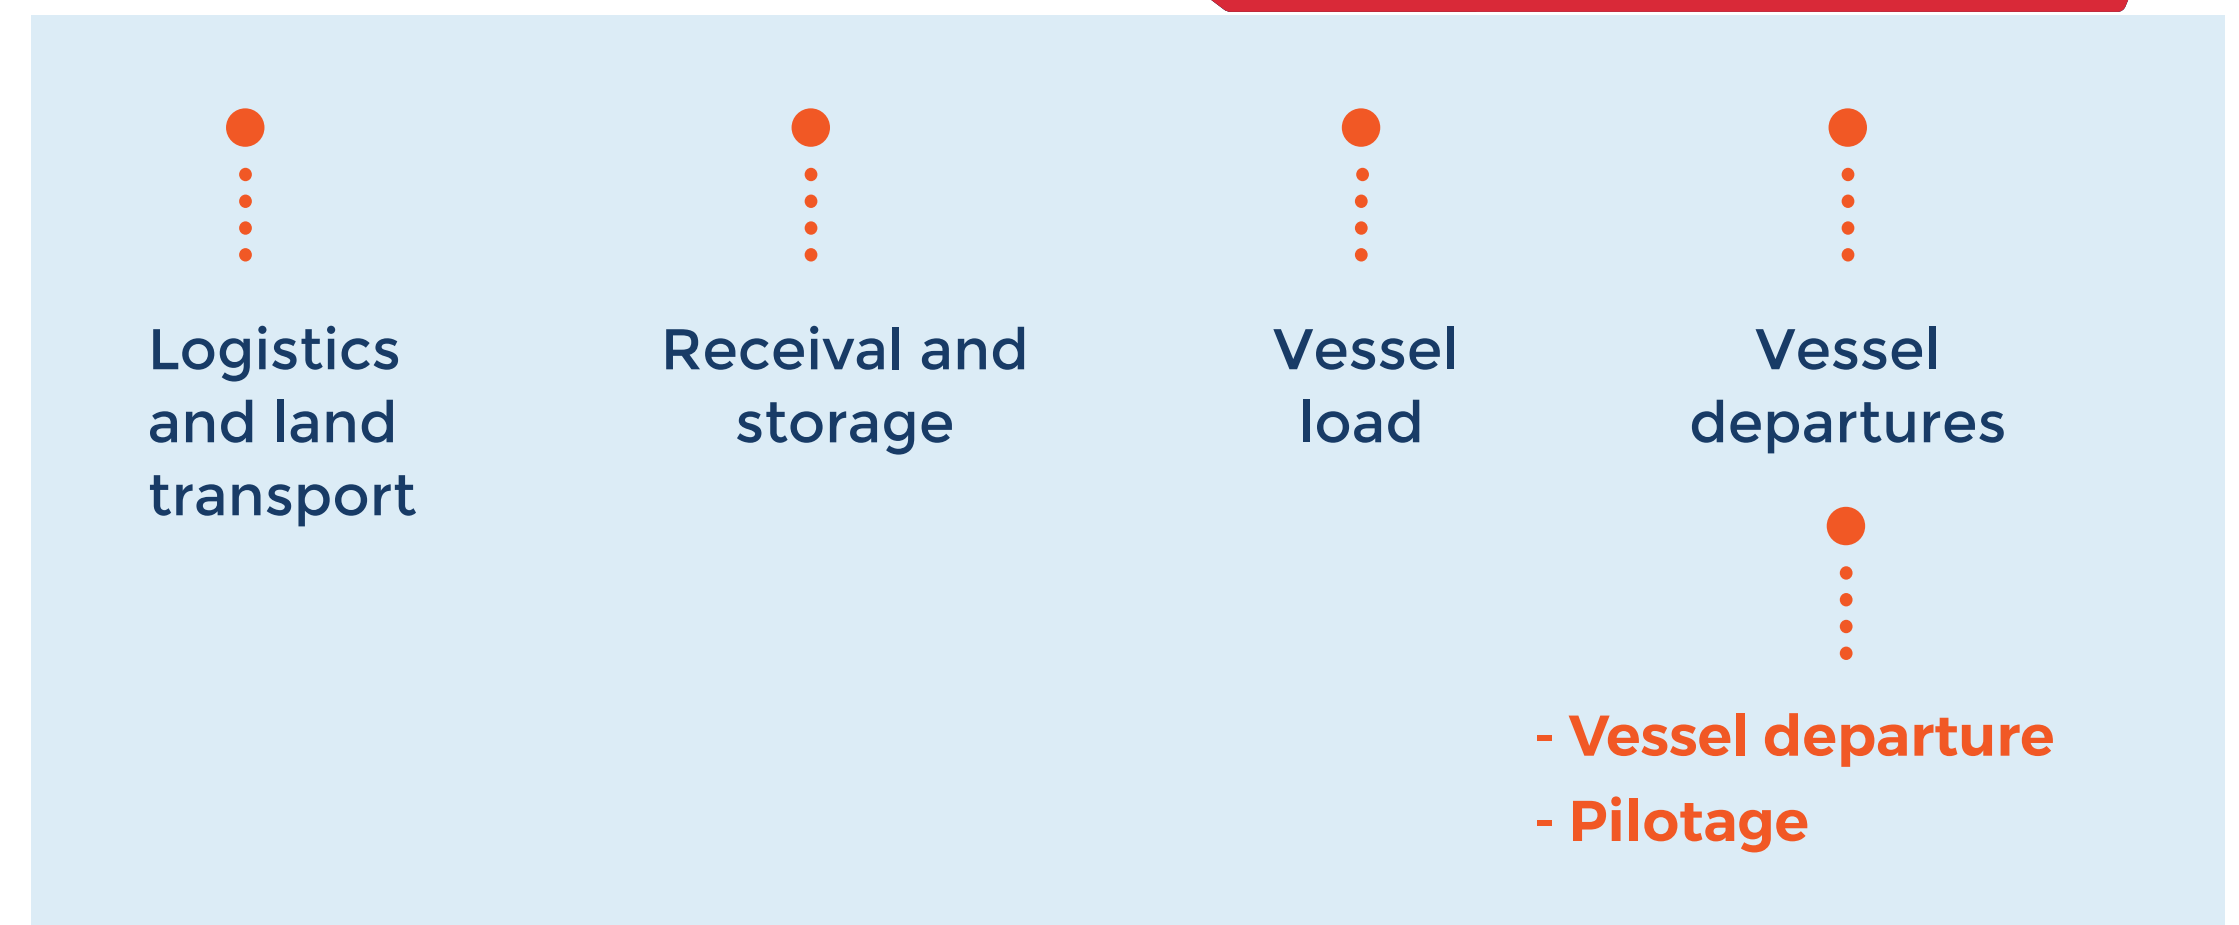 Logistics
and land
transport
Receival and
storage
Vessel
load
Vessel
departures
- Vessel departure
- Pilotage